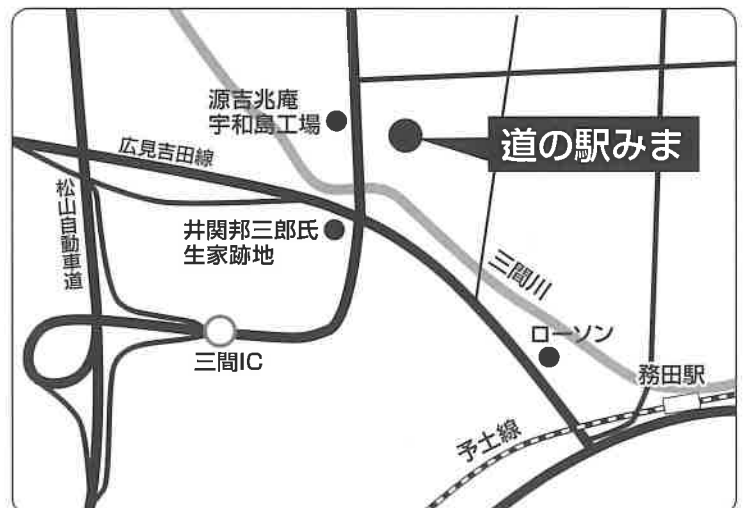 源吉兆庵
宇和島工場
道の駅みま
広見吉田線
松山自動車道
井関邦三郎氏
生家跡地
三間川
三間IC
ローソン
務田駅
予土線